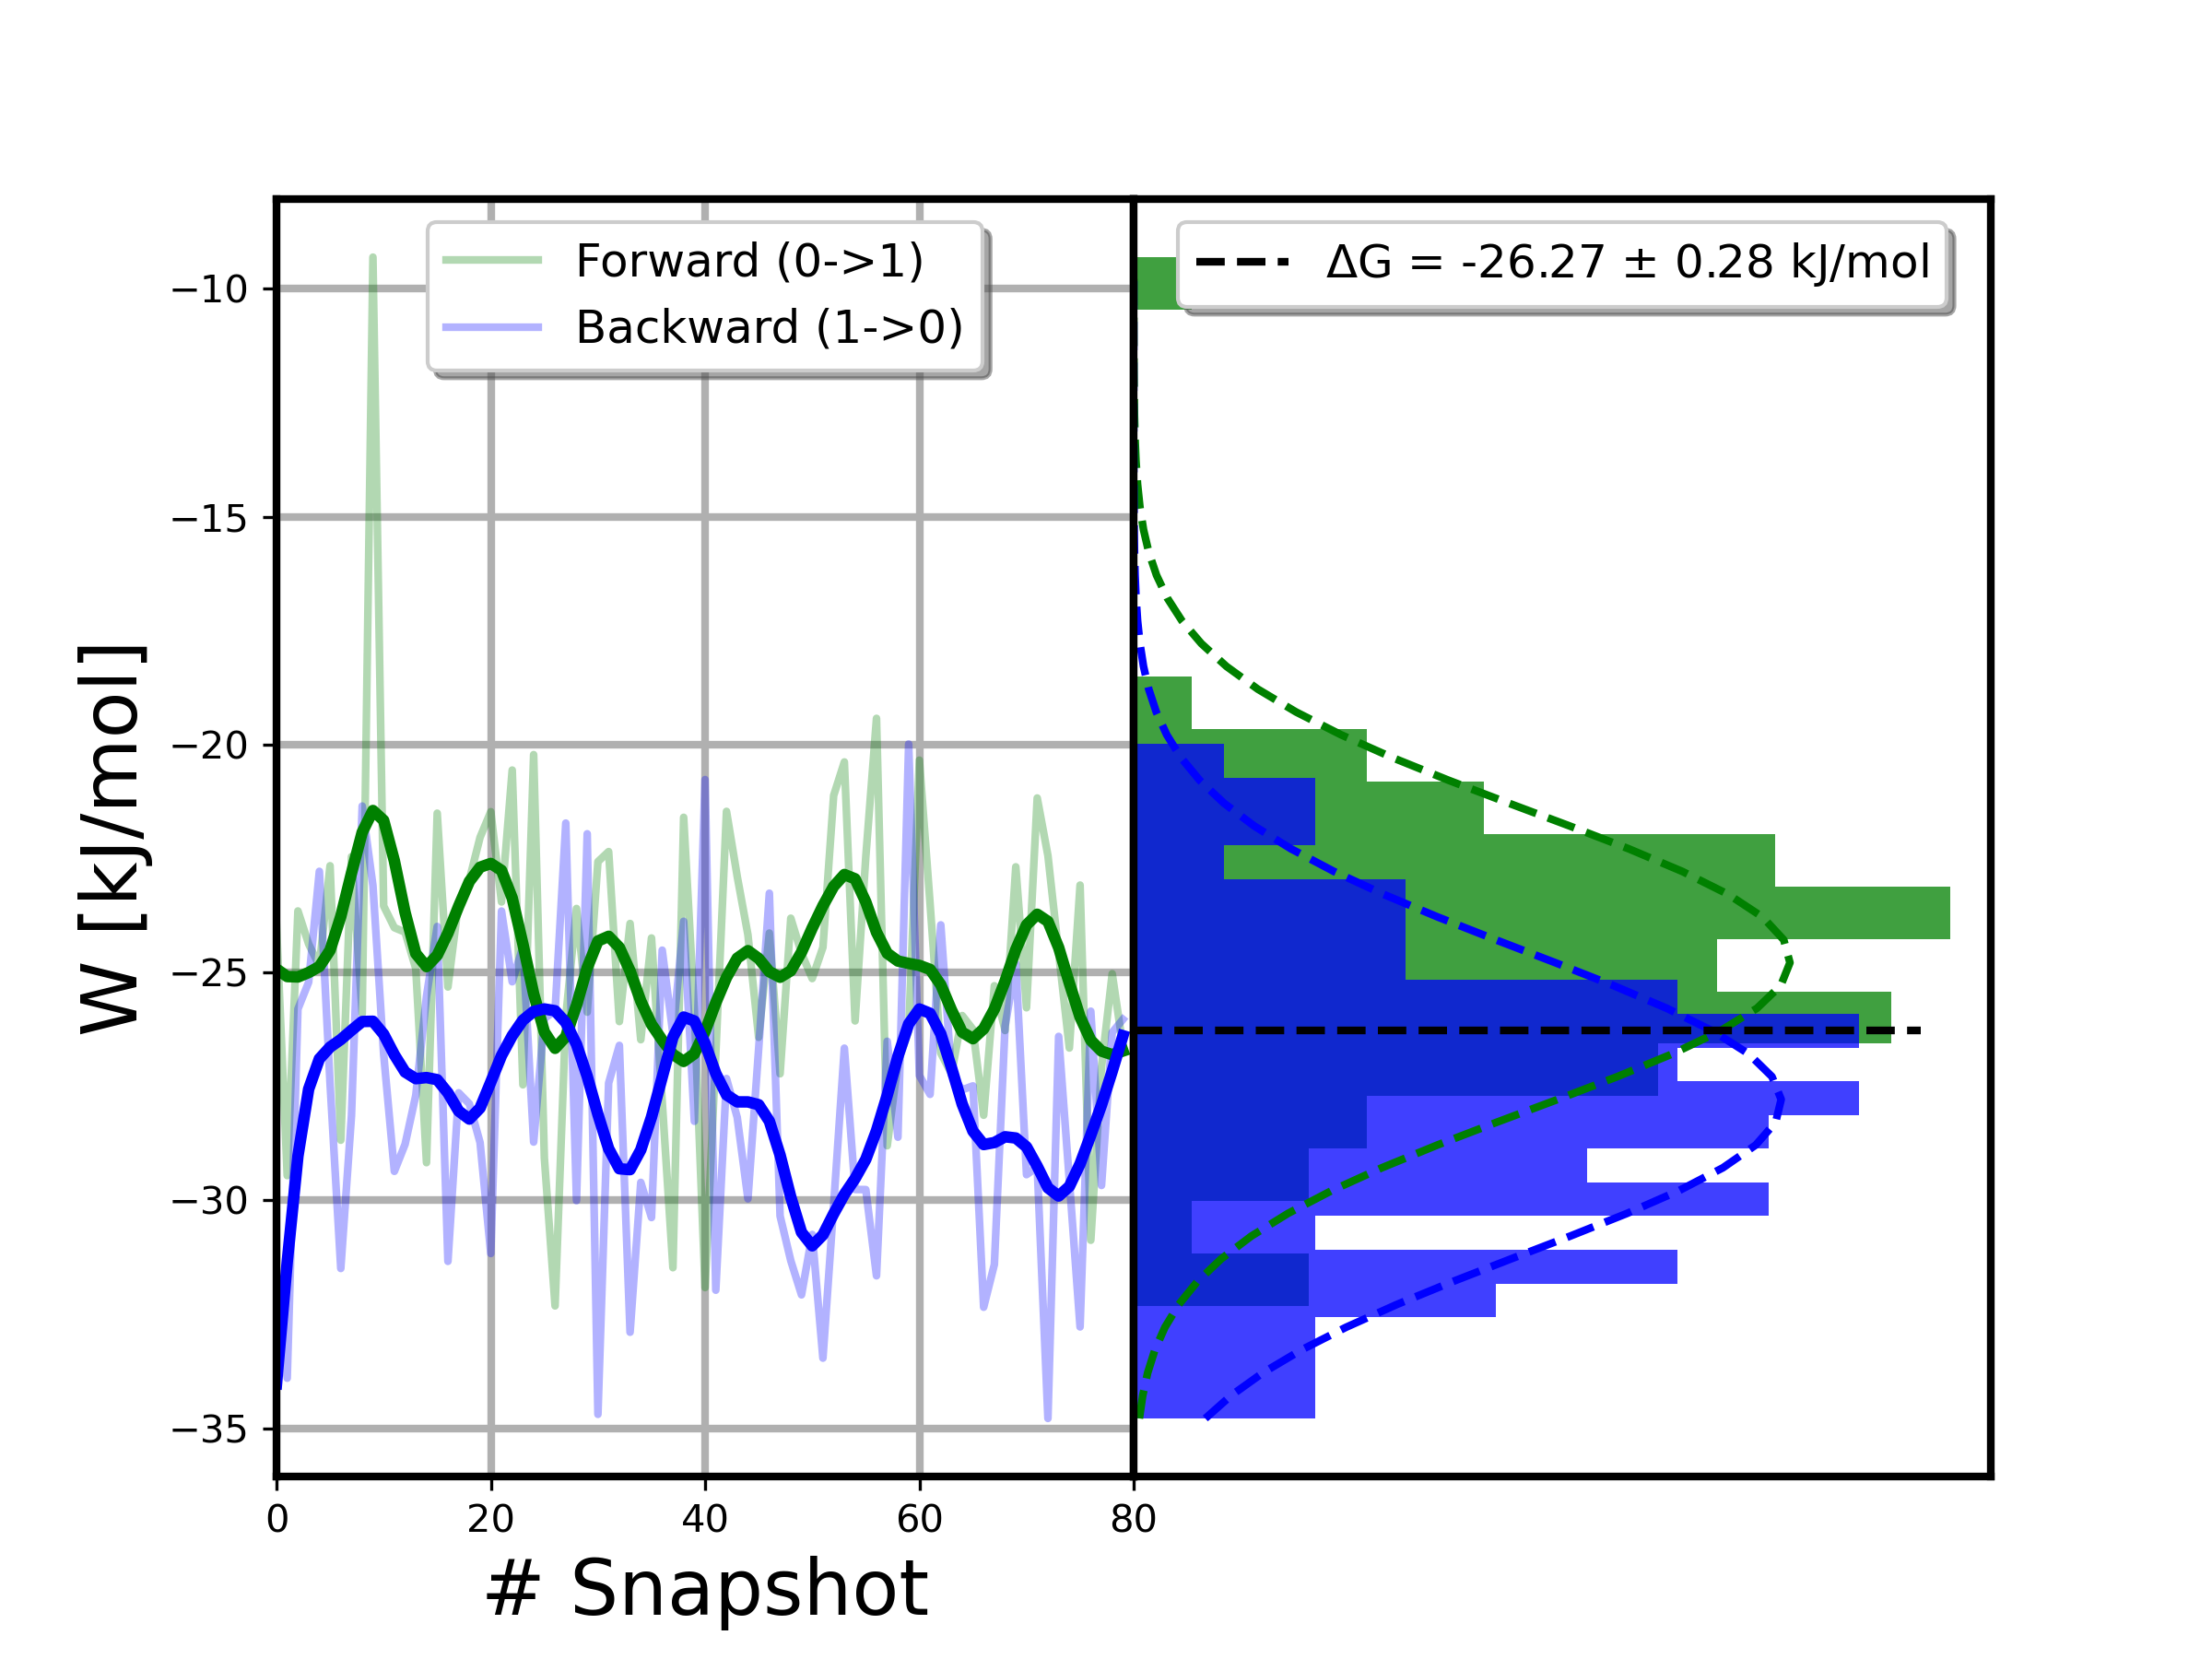 Forward (0->1)
Backward (1->0)
ΔG = -26.27 ± 0.28 kJ/mol
W [kJ/mol]
−10
−15
−20
−25
−30
−35
0 20 40 60 80
# Snapshot